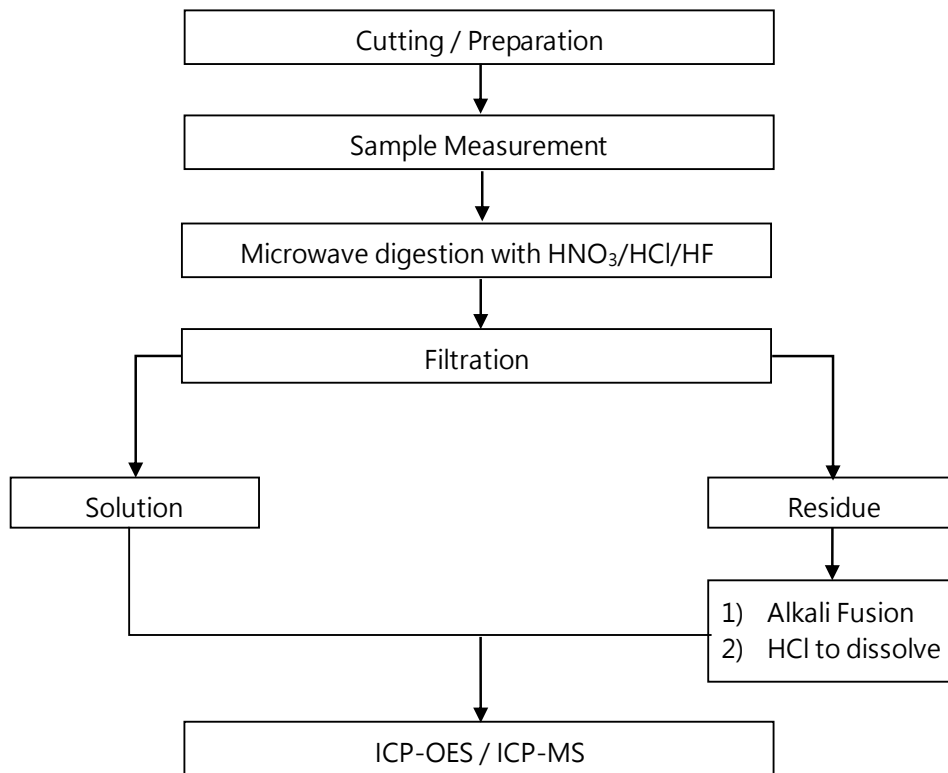 Cutting / Preparation
Sample Measurement
Microwave digestion with HNO₃/HCl/HF
Filtration
Solution
Residue
1) Alkali Fusion
2) HCl to dissolve
ICP-OES / ICP-MS